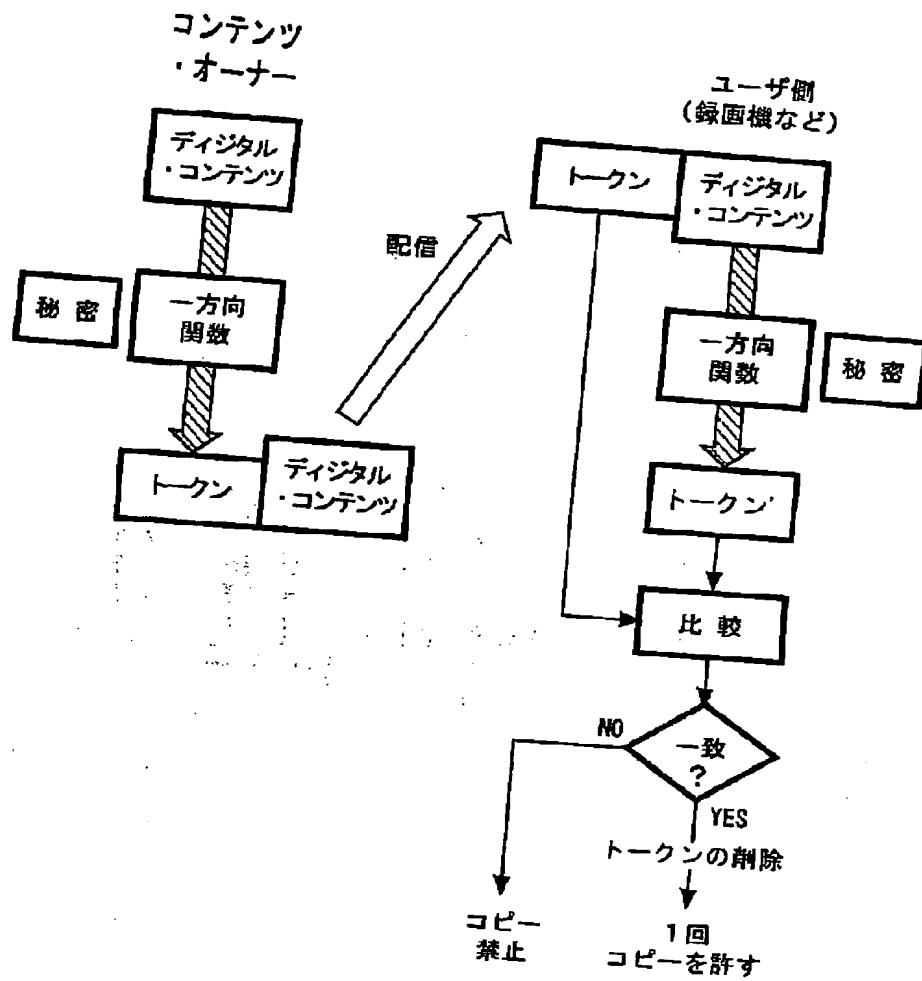 コンテンツ
・オーナー
ディジタル
・コンテンツ
秘密
一方向
関数
トークン
ディジタル
・コンテンツ
配信
ユーザ側
(録画機など)
トークン
ディジタル
・コンテンツ
一方向
関数
秘密
トークン'
比較
一致
?
NO
YES
トークンの削除
コピー
禁止
1回
コピーを許す